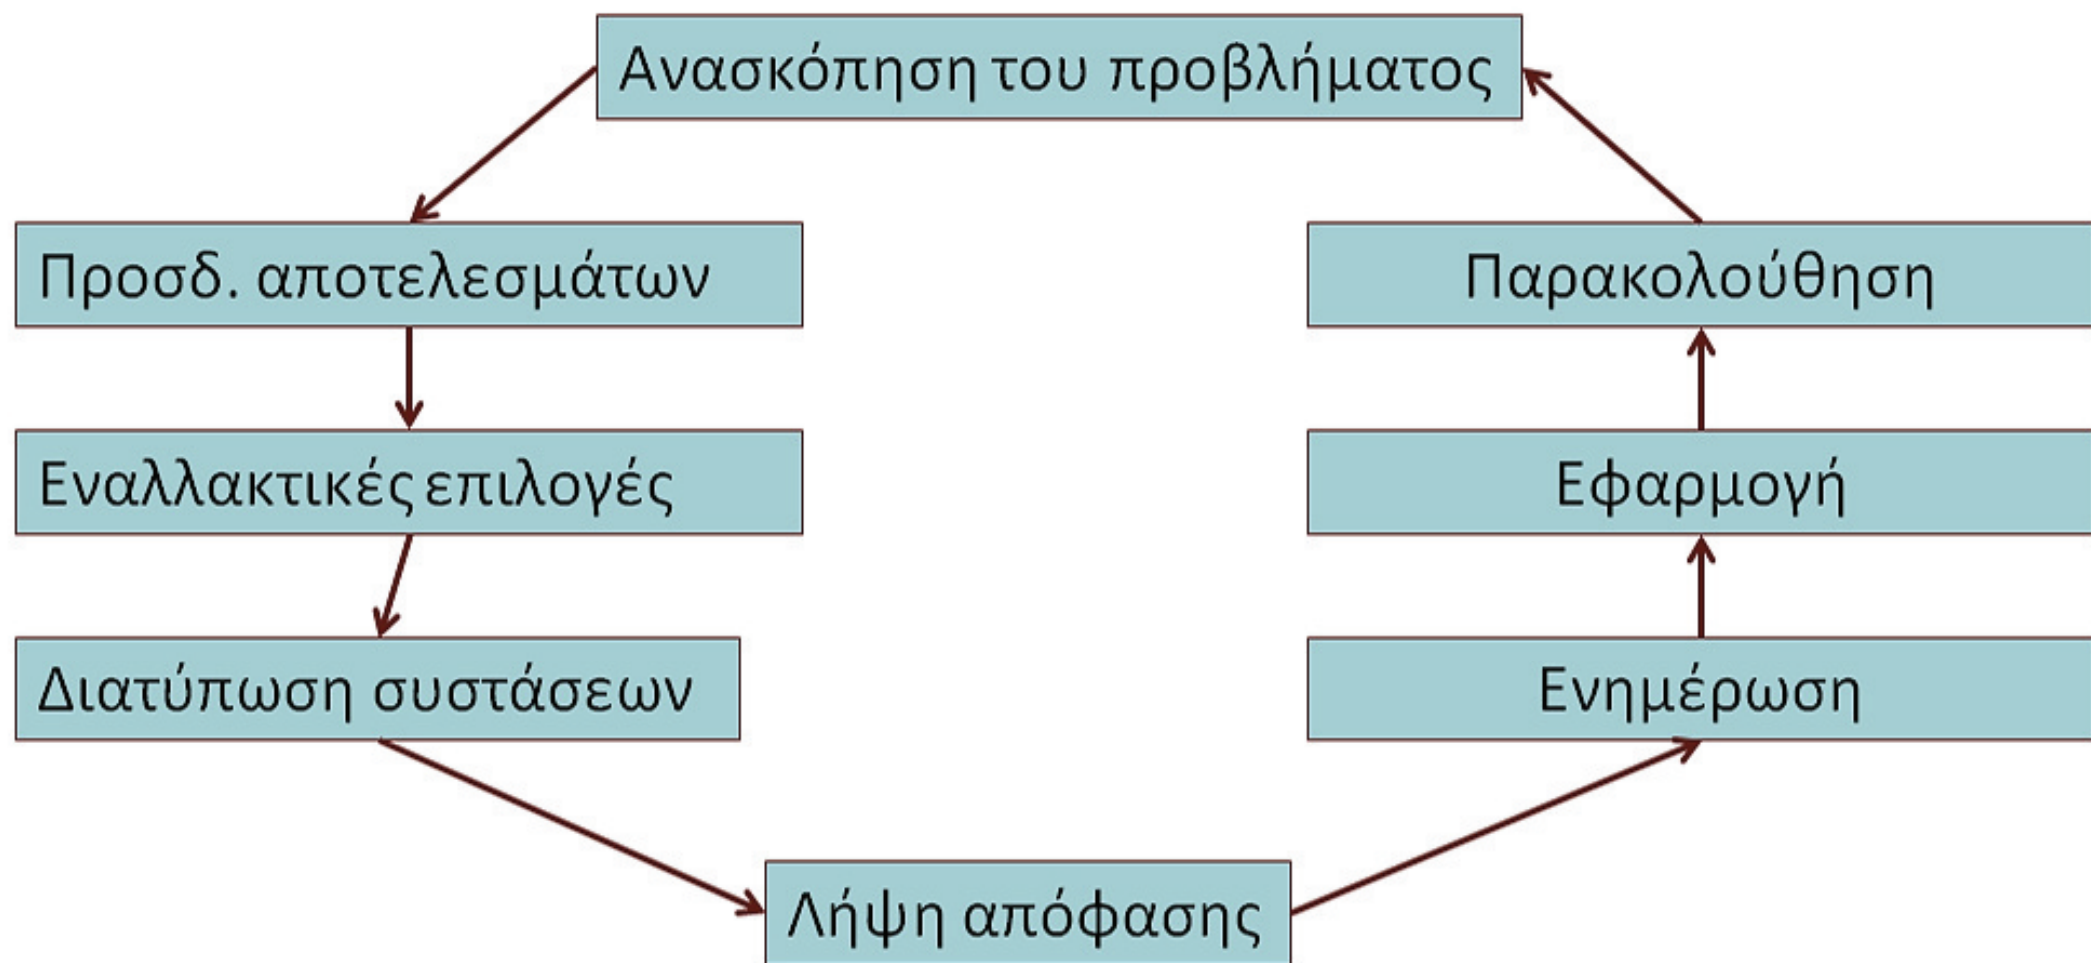 Ανασκόπηση του προβλήματος
Προσδ. αποτελεσμάτων
Παρακολούθηση
Εναλλακτικές επιλογές
Εφαρμογή
Διατύπωση συστάσεων
Ενημέρωση
Λήψη απόφασης